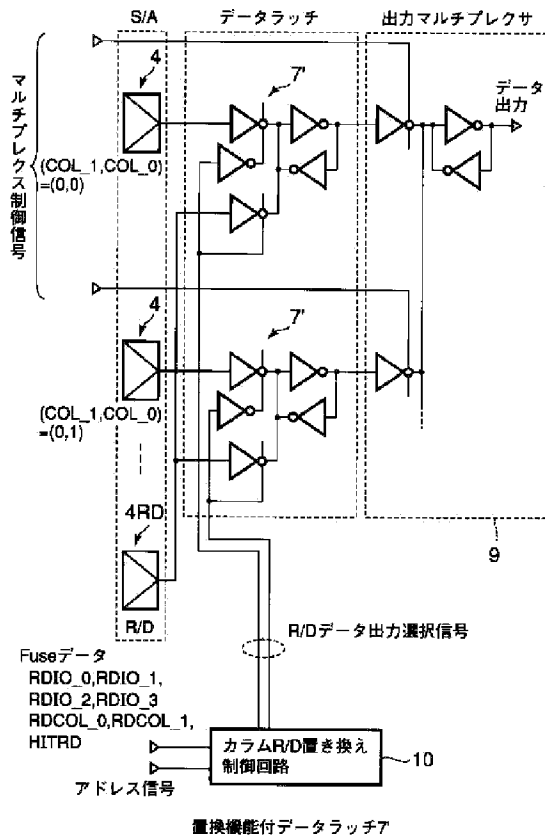 S/A
データラッチ
出力マルチプレクサ
マルチプレクス制御信号
4
7'
データ
出力
(COL_1,COL_0)
=(0,0)
4
7'
(COL_1,COL_0)
=(0,1)
4RD
9
R/D
R/Dデータ出力選択信号
Fuseデータ
RDIO_0,RDIO_1,
RDIO_2,RDIO_3
RDCOL_0,RDCOL_1,
HITRD
カラムR/D置き換え
制御回路
10
アドレス信号
置換機能付データラッチ7'